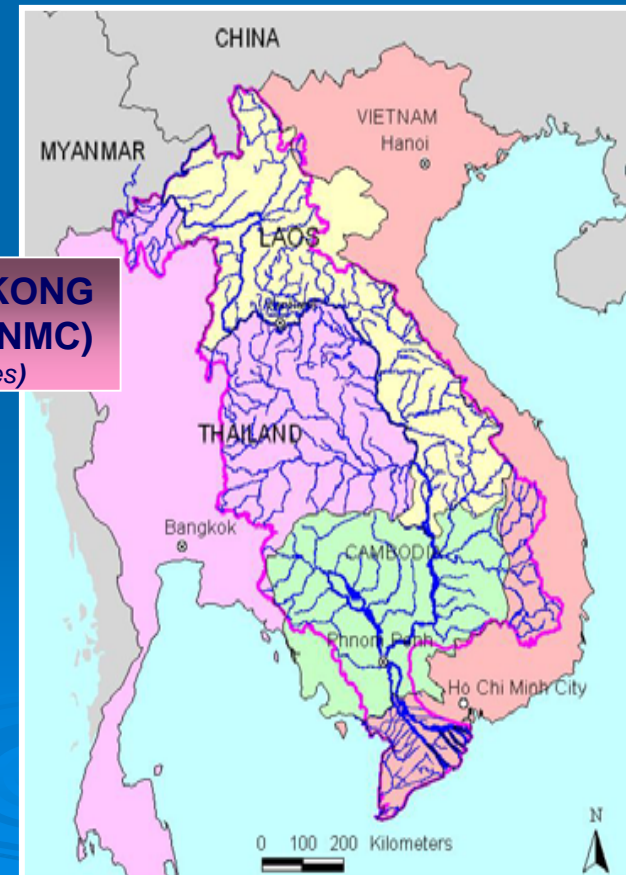 CHINA
VIETNAM
Hanoi
MYANMAR
LAOS
KONG
NMC)
es)
THAILAND
Bangkok
CAMBODI
Phnom Penh
Ho Chi Minh City
N
0 100 200 Kilometers